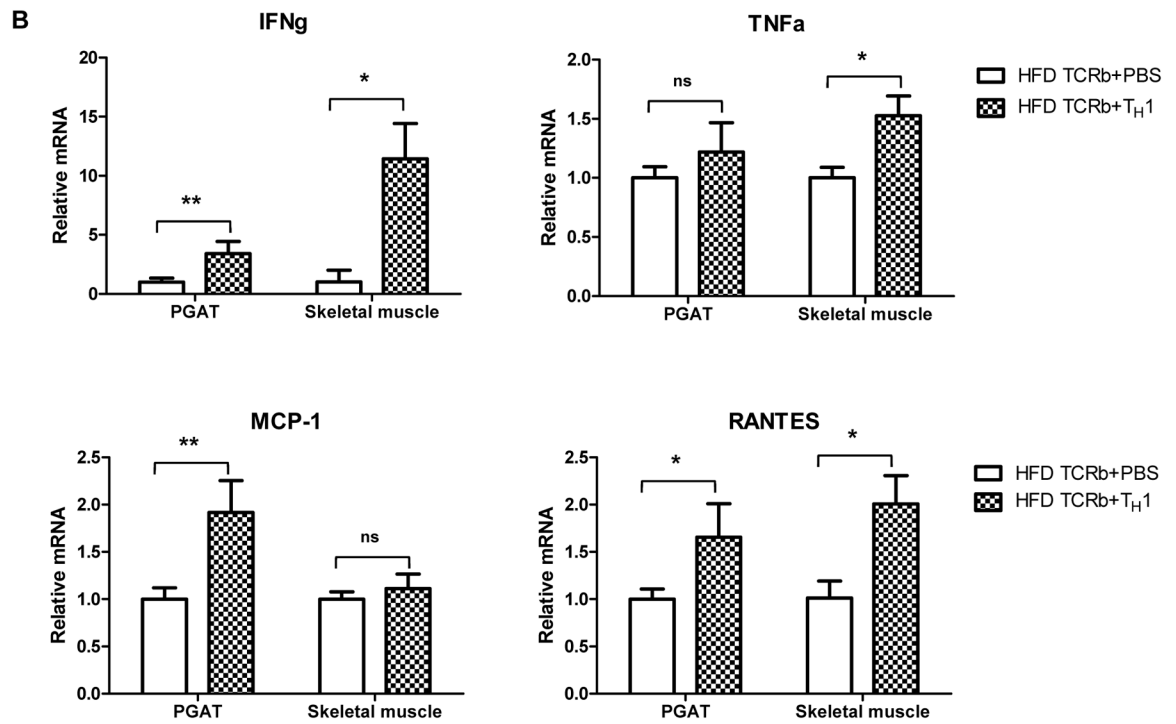 B
IFNg
Relative mRNA
20
15
10
5
0
**
*
PGAT
Skeletal muscle
TNFa
Relative mRNA
2.0
1.5
1.0
0.5
0.0
ns
*
PGAT
Skeletal muscle
HFD TCRb+PBS
HFD TCRb+TH1
MCP-1
Relative mRNA
2.5
2.0
1.5
1.0
0.5
0.0
**
ns
PGAT
Skeletal muscle
RANTES
Relative mRNA
2.5
2.0
1.5
1.0
0.5
0.0
*
*
PGAT
Skeletal muscle
HFD TCRb+PBS
HFD TCRb+TH1